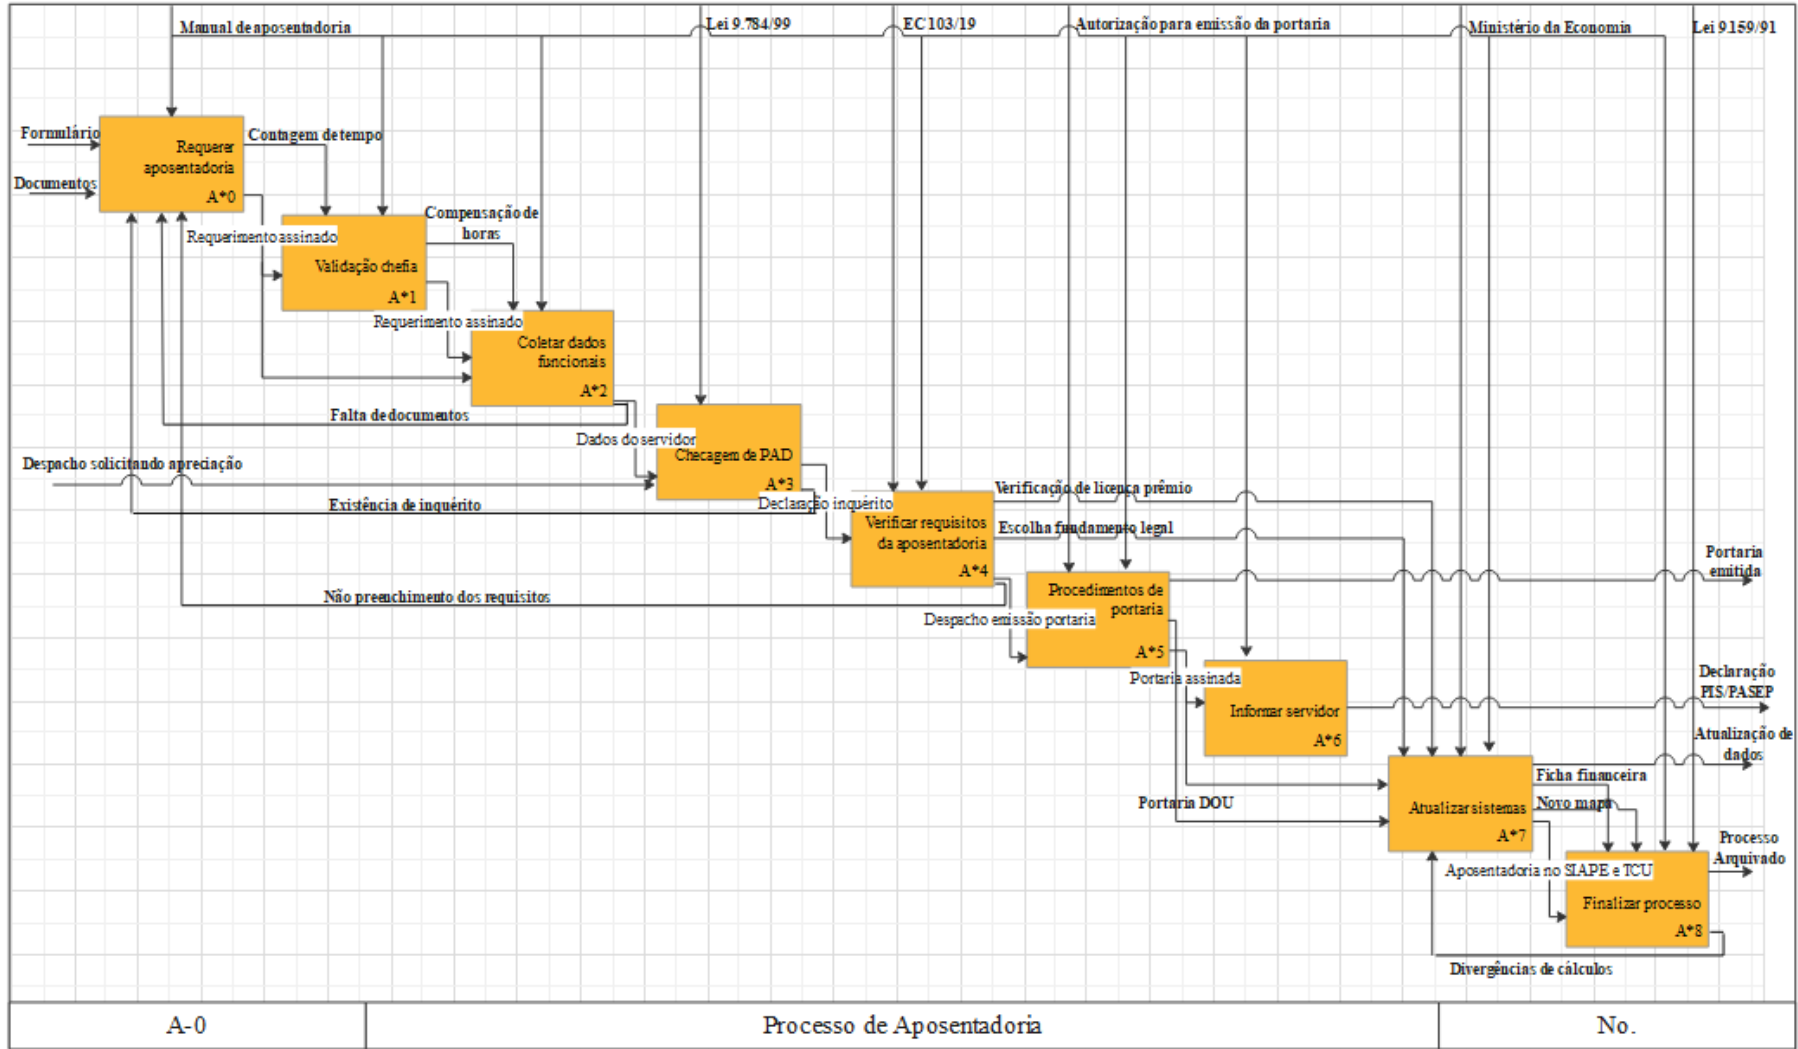 Manual de aposentadoria
Lei 9.784/99
EC 103/19
Autorização para emissão da portaria
Ministério da Economia
Lei 9.159/91
Formulário
Documentos
Requerer
aposentadoria
A*0
Contagem de tempo
Requerimento assinado
Validação chefia
A*1
Compensação de
horas
Requerimento assinado
Coletar dados
funcionais
A*2
Falta de documentos
Dados do servidor
Checagem de PAD
A*3
Despacho solicitando apreciação
Existência de inquérito
Declaração inquérito
Verificar requisitos
da aposentadoria
A*4
Verificação de licença prêmio
Escolha fundamento legal
Não preenchimento dos requisitos
Despacho emissão portaria
Procedimentos de
portaria
A*5
Portaria
emitida
Portaria assinada
Informar servidor
A*6
Declaração
PIS/PASEP
Atualização de
dados
Portaria DOU
Atualizar sistemas
A*7
Ficha financeira
Novo mapa
Processo
Arquivado
Aposentadoria no SIAPE e TCU
Finalizar processo
A*8
Divergências de cálculos
A-0
Processo de Aposentadoria
No.